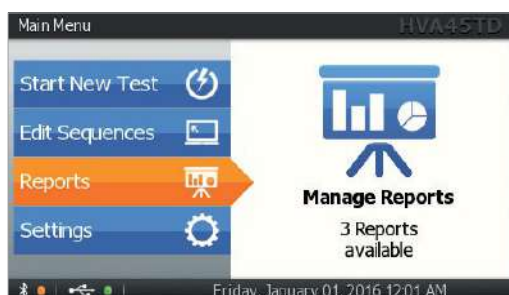 Main Menu
HVA45TD
Start New Test
Edit Sequences
Reports
Settings
Manage Reports
3 Reports
available
Friday, January 01, 2016 12:01 AM